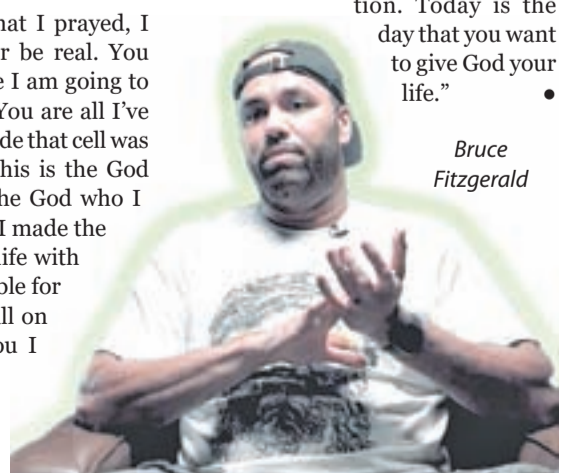 hat I prayed, I
r be real. You
e I am going to
You are all I’ve
de that cell was
his is the God
he God who I
I made the
ife with
ble for
ll on
ou I
tion. Today is the
day that you want
to give God your
life.” •
Bruce
Fitzgerald